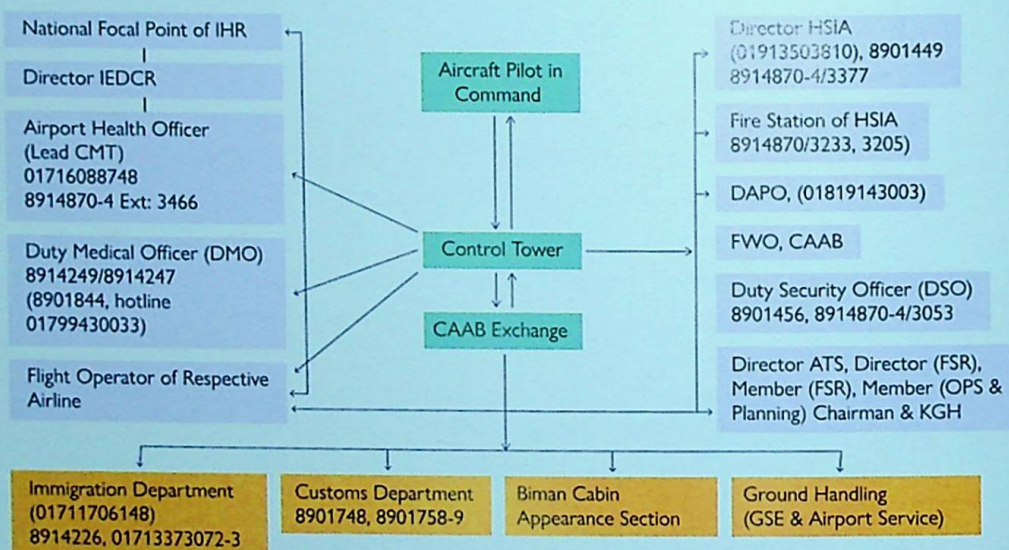 National Focal Point of IHR
Director IEDCR
Airport Health Officer
(Lead CMT)
01716088748
8914870-4 Ext: 3466
Duty Medical Officer (DMO)
8914249/8914247
(8901844, hotline
01799430033)
Flight Operator of Respective
Airline
Aircraft Pilot in
Command
Control Tower
CAAB Exchange
Director HSIA
(01913503810), 8901449
8914870-4/3377
Fire Station of HSIA
8914870/3233, 3205)
DAPO, (01819143003)
FWO, CAAB
Duty Security Officer (DSO)
8901456, 8914870-4/3053
Director ATS, Director (FSR),
Member (FSR), Member (OPS &
Planning) Chairman & KGH
Immigration Department
(01711706148)
8914226, 01713373072-3
Customs Department
8901748, 8901758-9
Biman Cabin
Appearance Section
Ground Handling
(GSE & Airport Service)